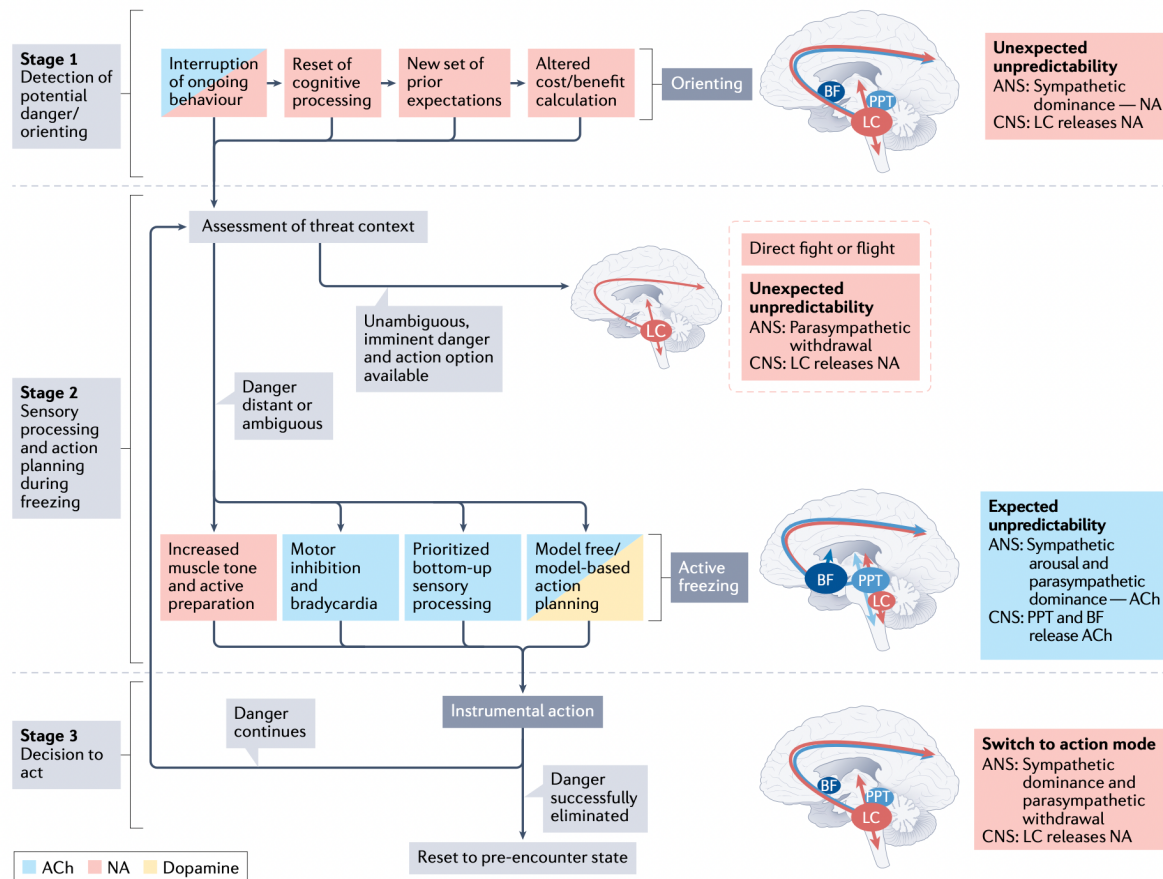 Stage 1
Detection of
potential
danger/
orienting
Interruption
of ongoing
behaviour
Reset of
cognitive
processing
New set of
prior
expectations
Altered
cost/benefit
calculation
Orienting
BF
PPT
LC
Unexpected
unpredictability
ANS: Sympathetic
dominance — NA
CNS: LC releases NA
Stage 2
Sensory
processing
and action
planning
during
freezing
Assessment of threat context
Unambiguous,
imminent danger
and action option
available
LC
Direct fight or flight
Unexpected
unpredictability
ANS: Parasympathetic
withdrawal
CNS: LC releases NA
Danger
distant or
ambiguous
Increased
muscle tone
and active
preparation
Motor
inhibition
and
bradycardia
Prioritized
bottom-up
sensory
processing
Model free/
model-based
action
planning
Active
freezing
BF
PPT
LC
Expected
unpredictability
ANS: Sympathetic
arousal and
parasympathetic
dominance — ACh
CNS: PPT and BF
release ACh
Stage 3
Decision to
act
Instrumental action
Danger
continues
Danger
successfully
eliminated
Reset to pre-encounter state
BF
PPT
LC
Switch to action mode
ANS: Sympathetic
dominance and
parasympathetic
withdrawal
CNS: LC releases NA
ACh
NA
Dopamine